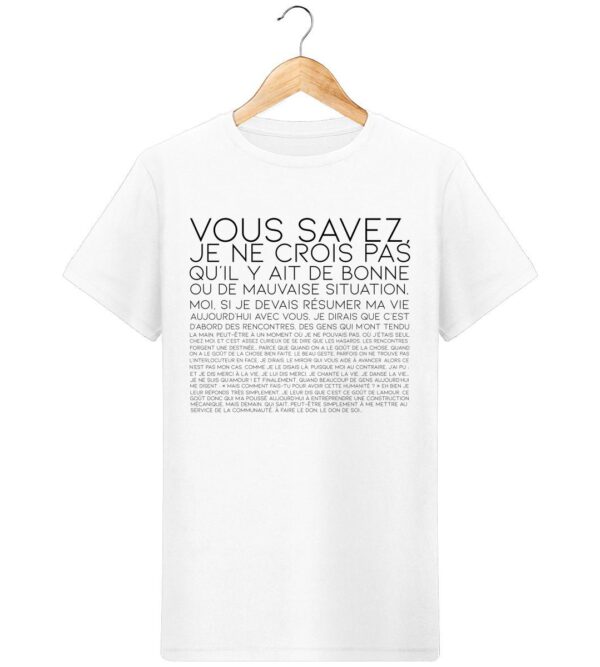 VOUS SAVEZ,
JE NE CROIS PAS
QU'IL Y AIT DE BONNE
OU DE MAUVAISE SITUATION.
MOI, SI JE DEVAIS RÉSUMER MA VIE
AUJOURD'HUI AVEC VOUS, JE DIRAIS QUE C'EST
D'ABORD DES RENCONTRES. DES GENS QUI M'ONT TENDU
LA MAIN, PEUT-ÊTRE À UN MOMENT OÙ JE NE POUVAIS PAS, OÙ J'ÉTAIS SEUL
CHEZ MOI. ET C'EST ASSEZ CURIEUX DE SE DIRE QUE LES HASARDS, LES RENCONTRES
FORGENT UNE DESTINÉE... PARCE QUE QUAND ON A LE GOÛT DE LA CHOSE, QUAND
ON A LE GOÛT DE LA CHOSE BIEN FAITE, LE BEAU GESTE, PARFOIS ON NE TROUVE PAS
L'INTERLOCUTEUR EN FACE, JE DIRAIS, LE MIROIR QUI VOUS AIDE À AVANCER. ALORS CE
N'EST PAS MON CAS, COMME JE LE DISAIS LÀ, PUISQUE MOI AU CONTRAIRE, J'AI PU ;
ET JE DIS MERCI À LA VIE, JE LUI DIS MERCI, JE CHANTE LA VIE, JE DANSE LA VIE...
JE NE SUIS QU'AMOUR ! ET FINALEMENT, QUAND BEAUCOUP DE GENS AUJOURD'HUI
ME DISENT : « MAIS COMMENT FAIS-TU POUR AVOIR CETTE HUMANITÉ ? » EH BIEN JE
LEUR RÉPONDS TRÈS SIMPLEMENT, JE LEUR DIS QUE C'EST CE GOÛT DE L'AMOUR, CE
GOÛT DONC QUI M'A POUSSÉ AUJOURD'HUI À ENTREPRENDRE UNE CONSTRUCTION
MÉCANIQUE, MAIS DEMAIN, QUI SAIT, PEUT-ÊTRE SIMPLEMENT À ME METTRE AU
SERVICE DE LA COMMUNAUTÉ, À FAIRE LE DON, LE DON DE SOI...